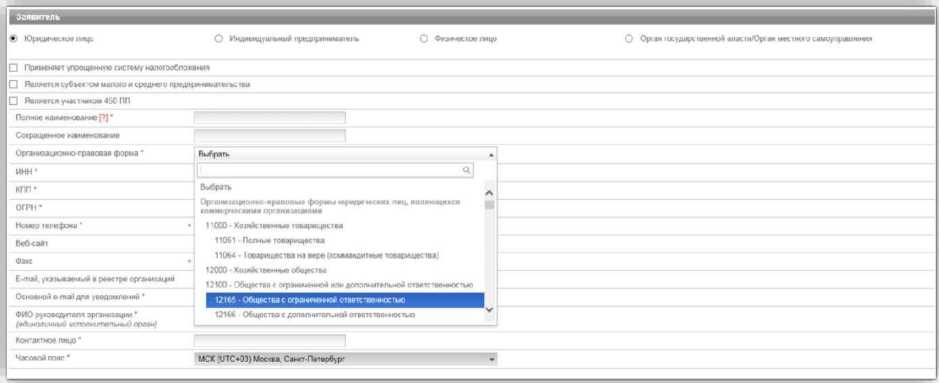 Заявитель
Юридическое лицо
Индивидуальный предприниматель
Физическое лицо
Орган государственной власти/Орган местного самоуправления
Применяет упрощенную систему налогообложения
Является субъектом малого и среднего предпринимательства
Является участником 450 ПП
Полное наименование [?] *
Сокращенное наименование
Организационно-правовая форма *
Выбрать
ИНН *
Выбрать
КПП *
Организационно-правовые формы юридических лиц, являющихся
коммерческими организациями
ОГРН *
11000 - Хозяйственные товарищества
Номер телефона * +
11051 - Полные товарищества
Веб-сайт
11064 - Товарищества на вере (коммандитные товарищества)
Факс +
12000 - Хозяйственные общества
E-mail, указываемый в реестре организаций
12100 - Общества с ограниченной или дополнительной ответственностью
Основной e-mail для уведомлений *
12165 - Общества с ограниченной ответственностью
ФИО руководителя организации *
(единоличный исполнительный орган)
12166 - Общества с дополнительной ответственностью
Контактное лицо *
Часовой пояс *
МСК (UTC+03) Москва, Санкт-Петербург